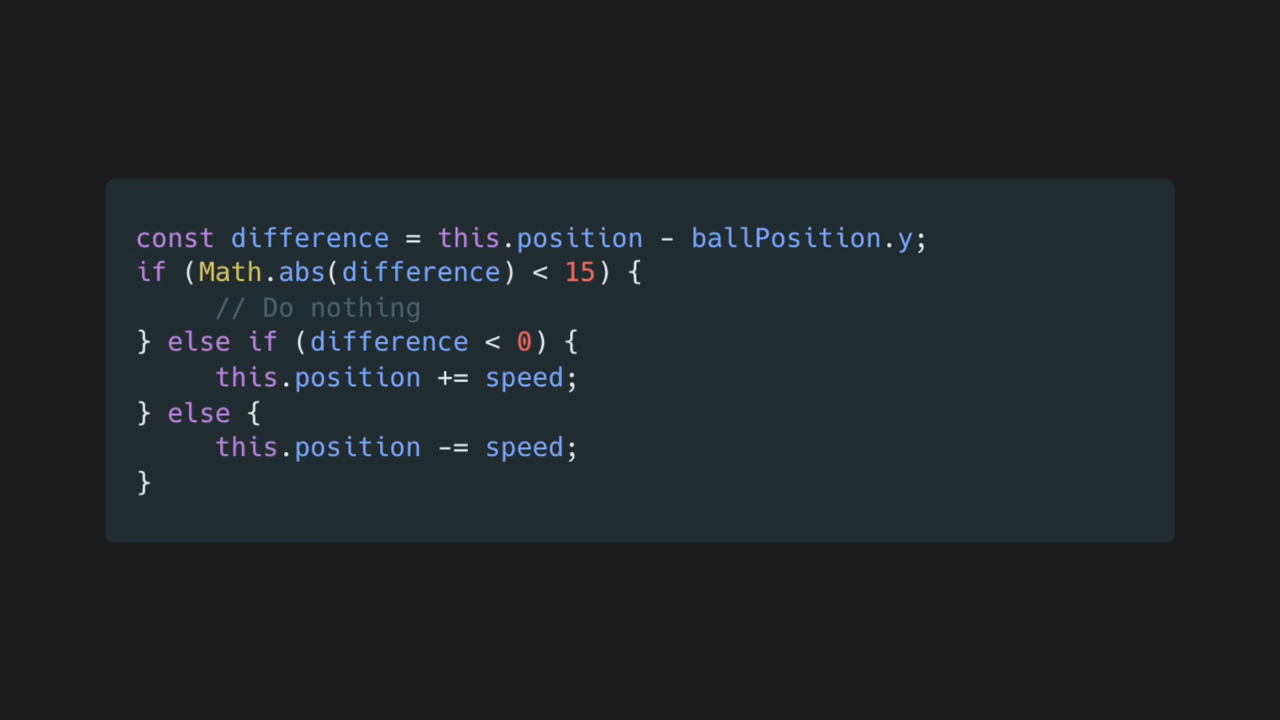 const difference = this.position - ballPosition.y;
if (Math.abs(difference) < 15) {
     // Do nothing
} else if (difference < 0) {
     this.position += speed;
} else {
     this.position -= speed;
}